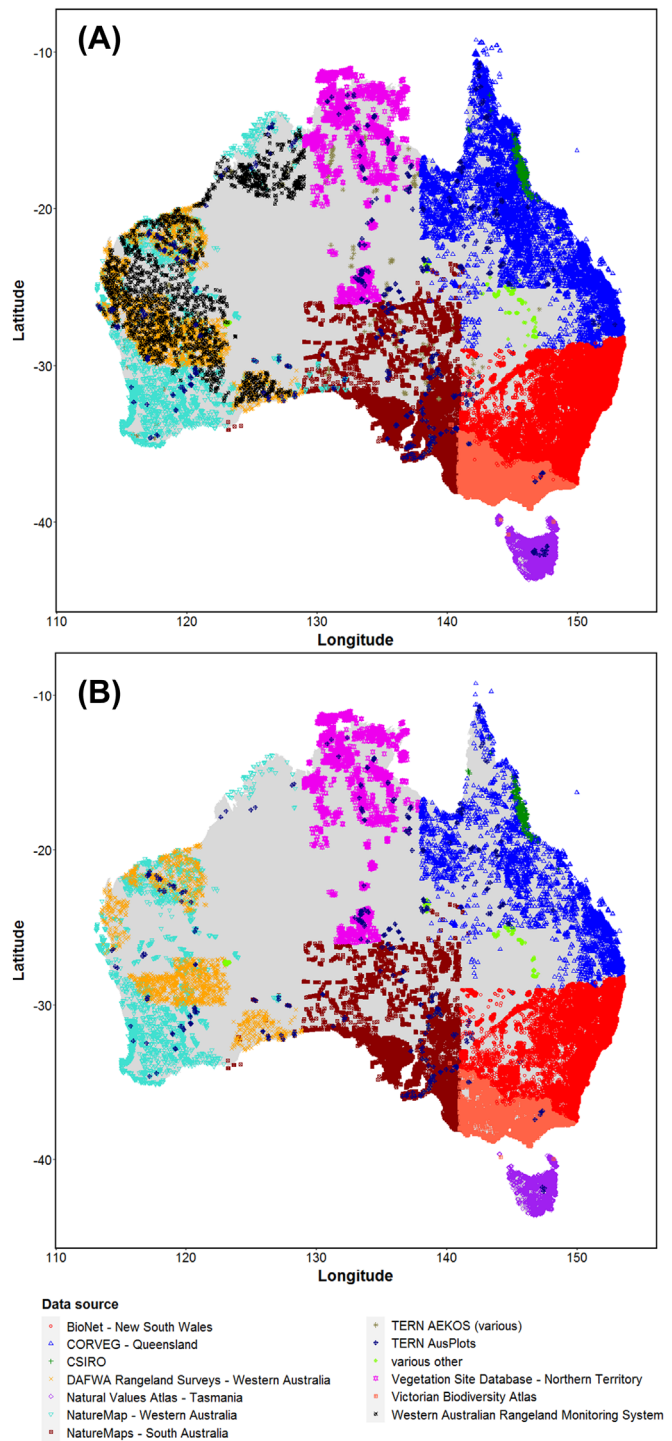 (A)
-10
-20
-30
-40
Latitude
110 120 130 140 150
Longitude
(B)
-10
-20
-30
-40
Latitude
110 120 130 140 150
Longitude
Data source
BioNet - New South Wales
CORVEG - Queensland
CSIRO
DAFWA Rangeland Surveys - Western Australia
Natural Values Atlas - Tasmania
NatureMap - Western Australia
NatureMaps - South Australia
TERN AEKOS (various)
TERN AusPlots
various other
Vegetation Site Database - Northern Territory
Victorian Biodiversity Atlas
Western Australian Rangeland Monitoring System